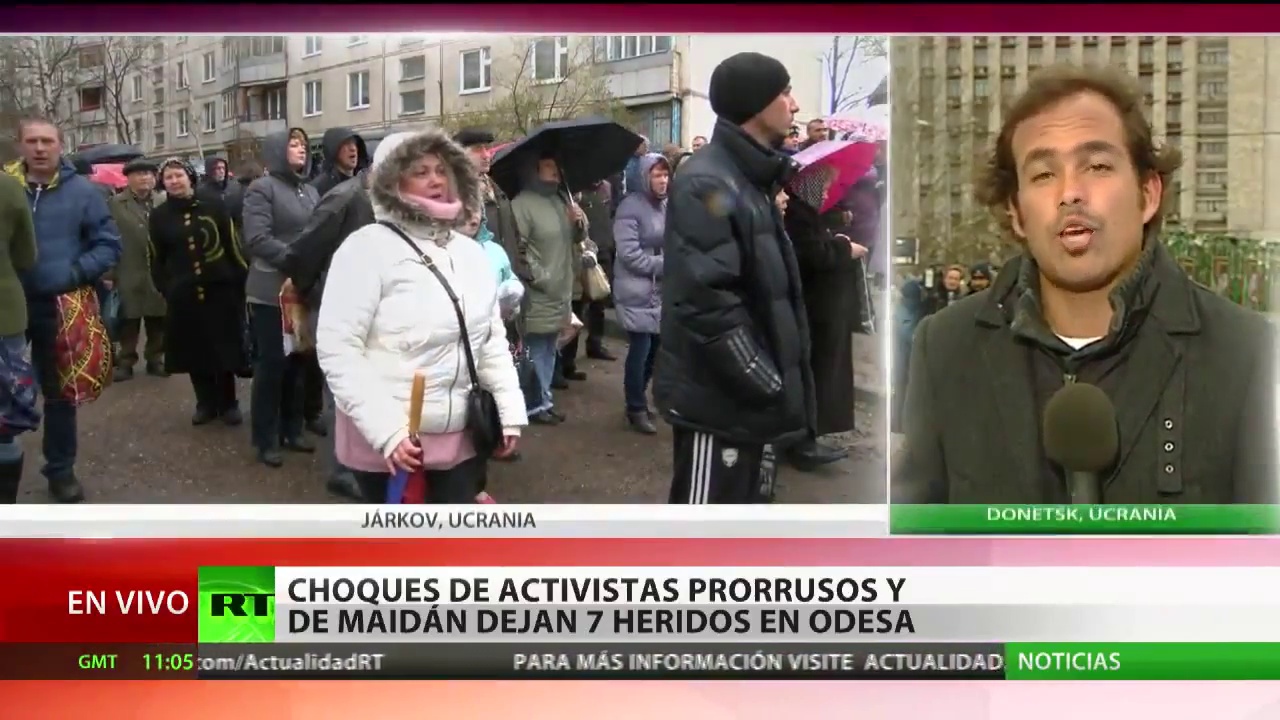 JÁRKOV, UCRANIA
DONETSK, UCRANIA
EN VIVO
RT
CHOQUES DE ACTIVISTAS PRORRUSOS Y
DE MAIDÁN DEJAN 7 HERIDOS EN ODESA
GMT 11:05
com/ActualidadRT PARA MÁS INFORMACIÓN VISITE ACTUALIDAD
NOTICIAS